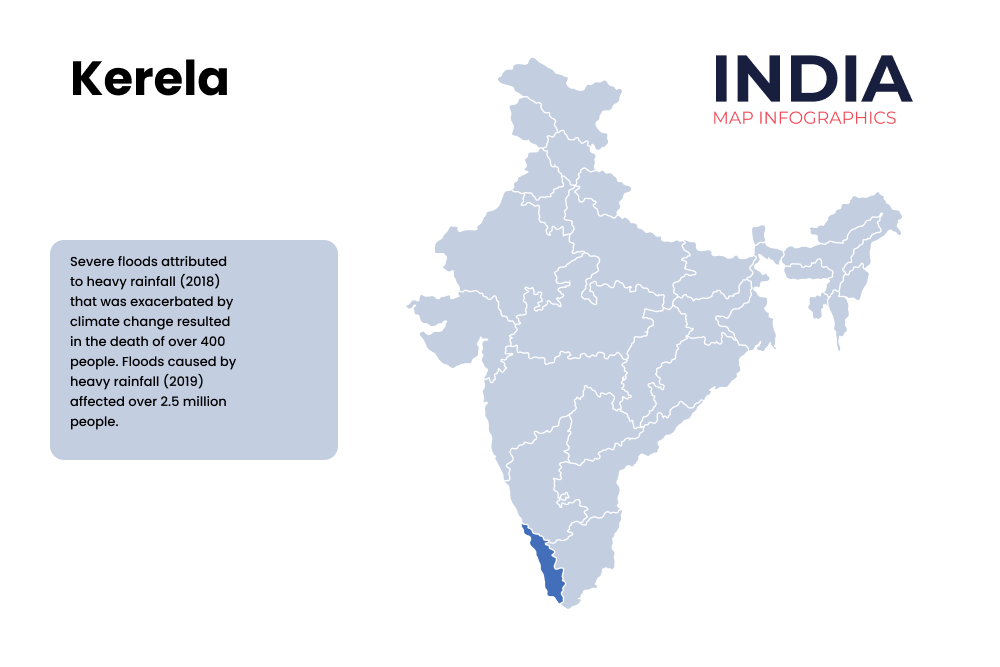 Kerela
INDIA
MAP INFOGRAPHICS
Severe floods attributed
to heavy rainfall (2018)
that was exacerbated by
climate change resulted
in the death of over 400
people. Floods caused by
heavy rainfall (2019)
affected over 2.5 million
people.